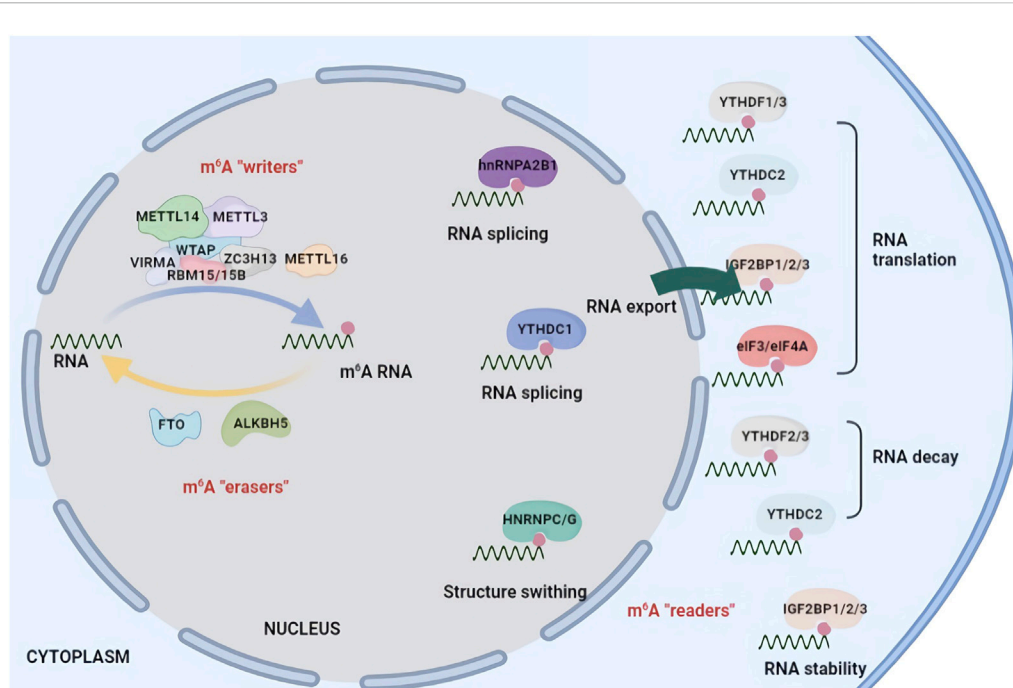 m⁶A "writers"
METTL14
METTL3
WTAP
VIRMA
ZC3H13
RBM15/15B
METTL16
RNA
m⁶A RNA
FTO
ALKBH5
m⁶A "erasers"
NUCLEUS
CYTOPLASM
hnRNPA2B1
RNA splicing
YTHDC1
RNA splicing
HNRNPC/G
Structure swithing
RNA export
YTHDF1/3
YTHDC2
IGF2BP1/2/3
eIF3/eIF4A
RNA
translation
YTHDF2/3
YTHDC2
RNA decay
m⁶A "readers"
IGF2BP1/2/3
RNA stability